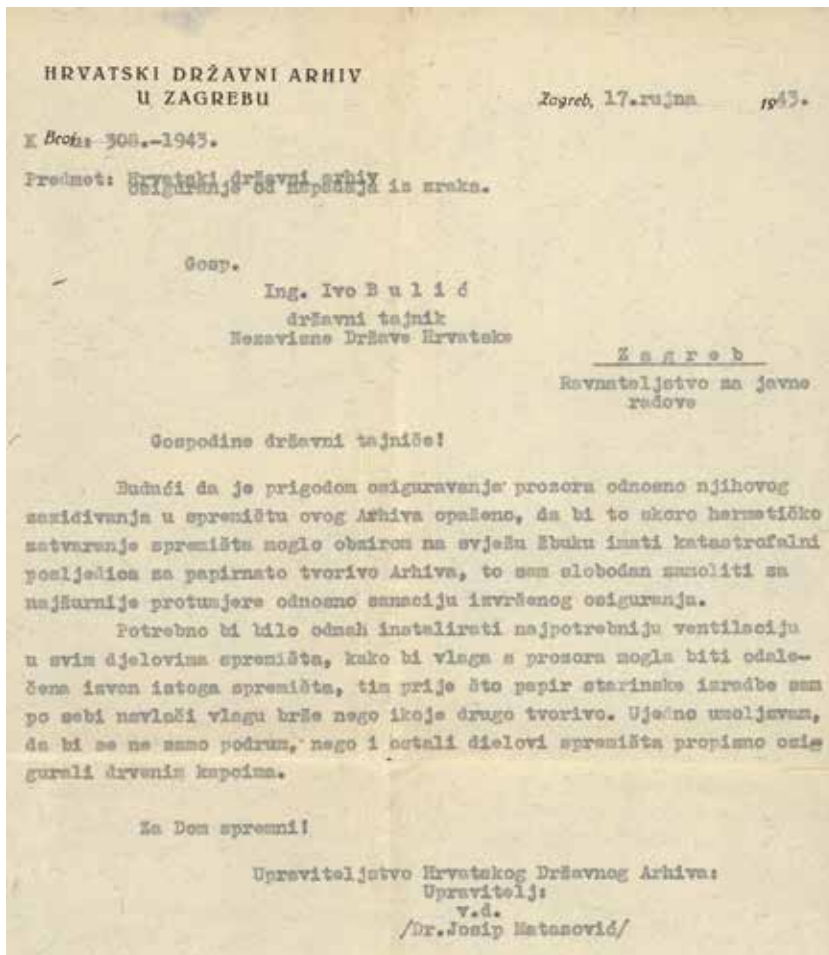 HRVATSKI DRŽAVNI ARHIV
U ZAGREBU
Zagreb, 17.rujna 1943.
K Broj: 308.-1943.
Predmet: Hrvatski državni arhiv
osiguranje od napadaja iz zraka.
Gosp.
Ing. Ivo B u l i ć
državni tajnik
Nezavisne Države Hrvatske
Z a g r e b
Ravnateljstvo za javne
radove
Gospodine državni tajniče!
Budući da je prigodom osiguravanja prozora odnosno njihovog
zazidivanja u spremištu ovog Arhiva opaženo, da bi to skoro hermetičko
zatvaranje spremišta moglo obzirom na svježu žbuku imati katastrofalni
posljedica za papirnato tvorivo Arhiva, to sam slobodan zamoliti za
najžurnije protumjere odnosno sanaciju izvršenog osiguranja.
Potrebno bi bilo odmah instalirati najpotrebniju ventilaciju
u svim djelovima spremišta, kako bi vlaga s prozora mogla biti odale-
čena izvan istoga spremišta, tim prije što papir starinske izradbe sam
po sebi navlači vlagu brže nego ikoje drugo tvorivo. Ujedno umoljavam,
da bi se ne samo podrum, nego i ostali dielovi spremišta propisno osi-
gurali drvenim kapcima.
Za Dom spremni!
Upraviteljstvo Hrvatskog Državnog Arhiva:
Upravitelj:
v.d.
/Dr.Josip Matasović/